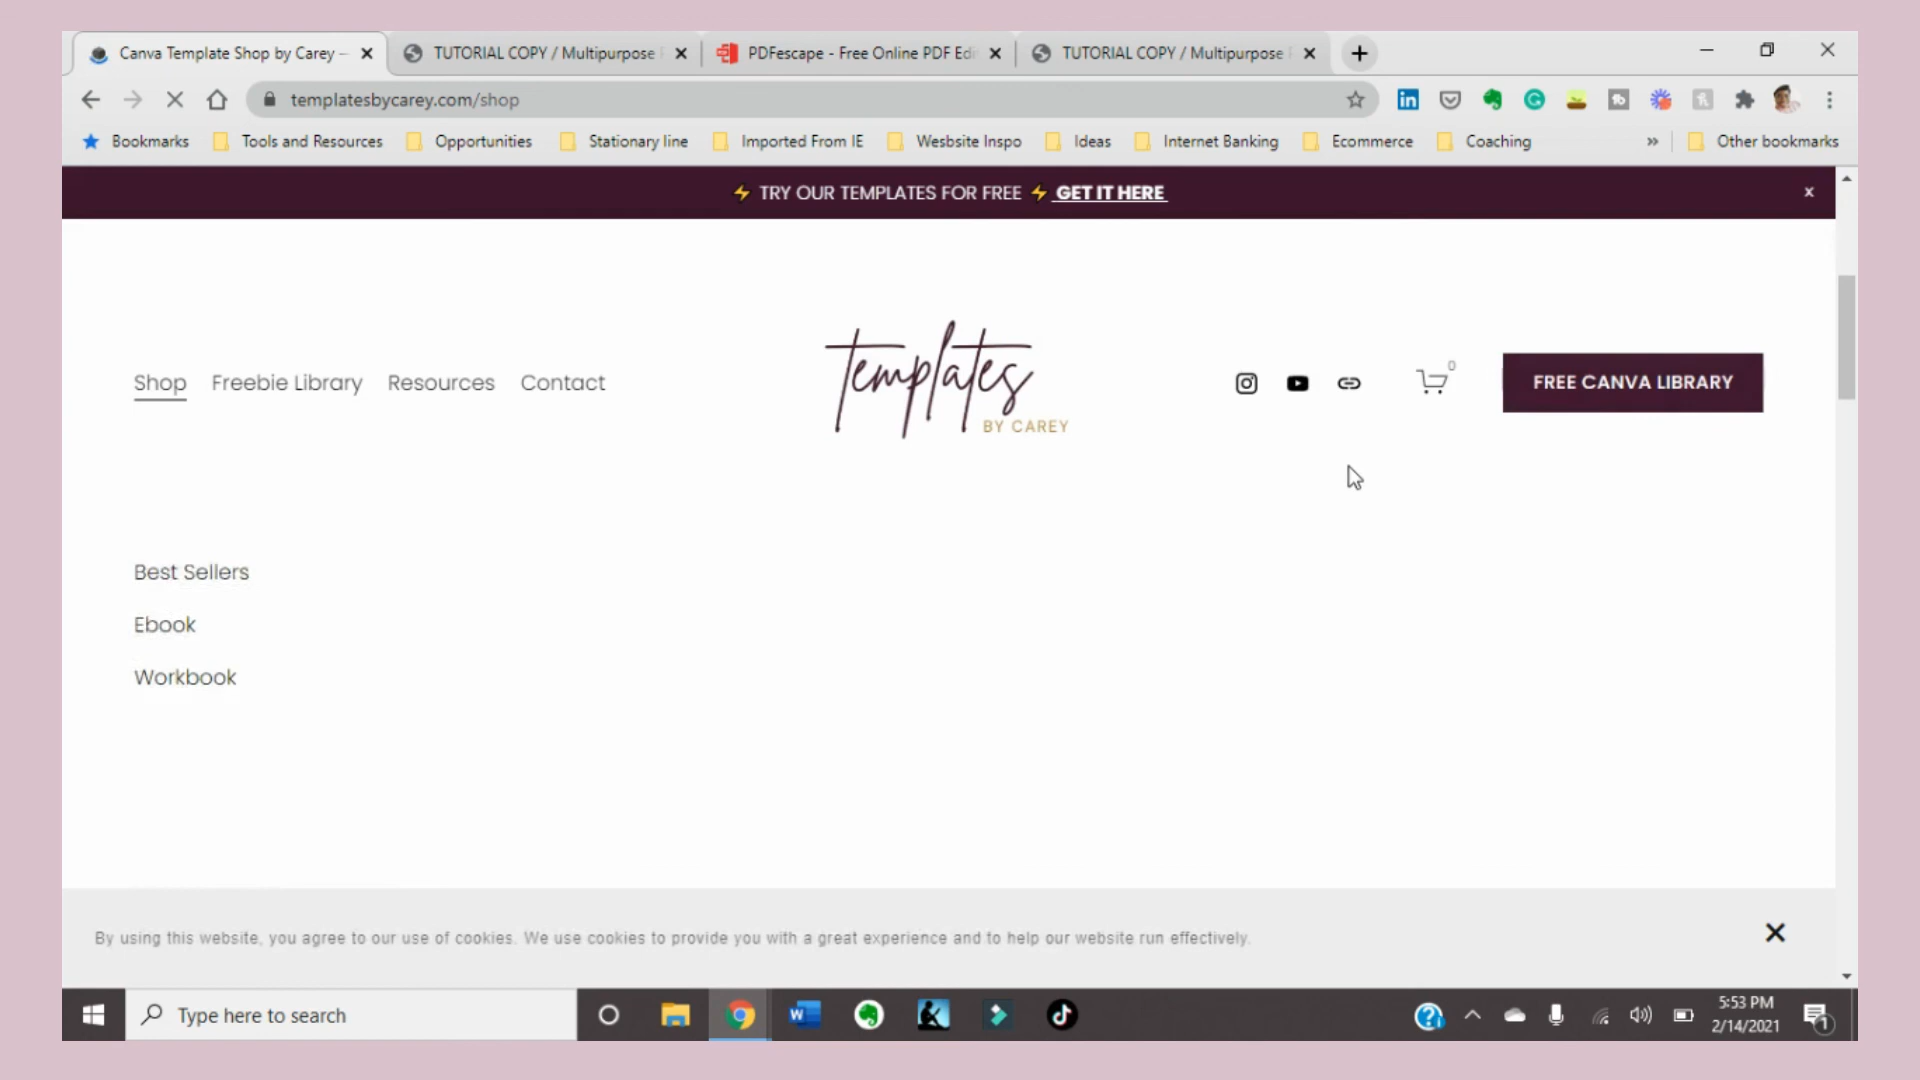 Canva Template Shop by Carey –
TUTORIAL COPY / Multipurpose
PDFescape - Free Online PDF Edi
TUTORIAL COPY / Multipurpose
templatesbycarey.com/shop
Bookmarks Tools and Resources Opportunities Stationary line Imported From IE Wesbsite Inspo Ideas Internet Banking Ecommerce Coaching » Other bookmarks
⚡ TRY OUR TEMPLATES FOR FREE ⚡ GET IT HERE x
Shop Freebie Library Resources Contact
templates
BY CAREY
0
FREE CANVA LIBRARY
Best Sellers
Ebook
Workbook
By using this website, you agree to our use of cookies. We use cookies to provide you with a great experience and to help our website run effectively.
Type here to search
5:53 PM
2/14/2021
1